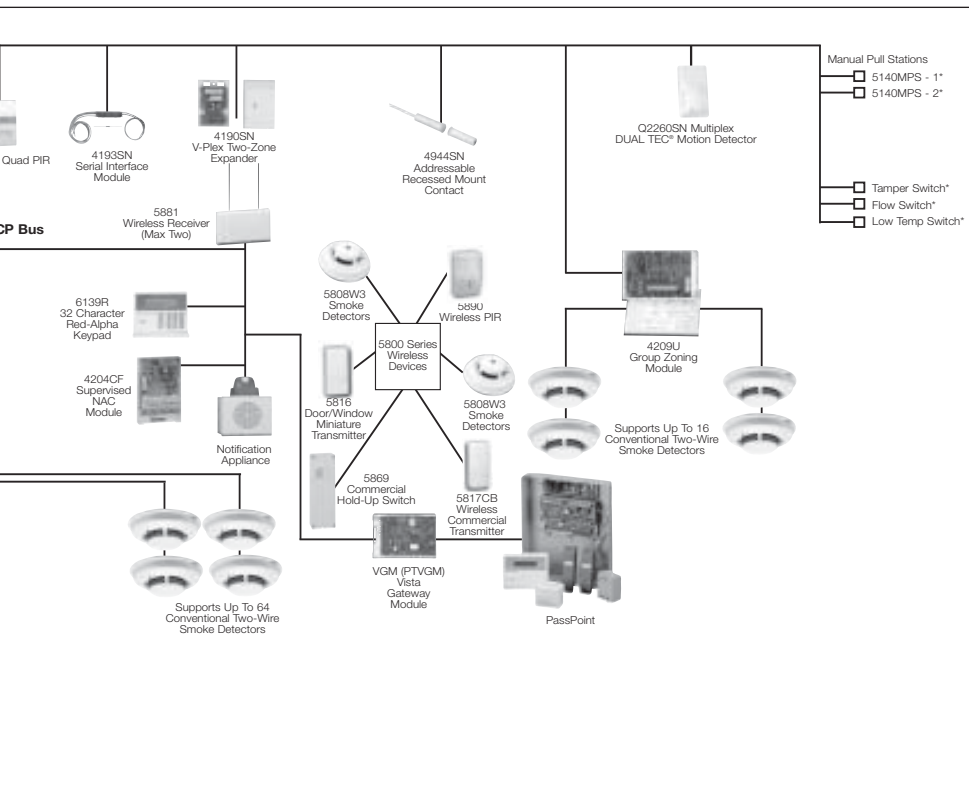 Manual Pull Stations
5140MPS - 1*
5140MPS - 2*
Tamper Switch*
Flow Switch*
Low Temp Switch*
Quad PIR
4193SN
Serial Interface
Module
4190SN
V-Plex Two-Zone
Expander
4944SN
Addressable
Recessed Mount
Contact
Q2260SN Multiplex
DUAL TEC® Motion Detector
CP Bus
5881
Wireless Receiver
(Max Two)
6139R
32 Character
Red-Alpha
Keypad
4204CF
Supervised
NAC
Module
Notification
Appliance
5808W3
Smoke
Detectors
5890
Wireless PIR
5800 Series
Wireless
Devices
5816
Door/Window
Miniature
Transmitter
5808W3
Smoke
Detectors
5869
Commercial
Hold-Up Switch
5817CB
Wireless
Commercial
Transmitter
4209U
Group Zoning
Module
Supports Up To 16
Conventional Two-Wire
Smoke Detectors
Supports Up To 64
Conventional Two-Wire
Smoke Detectors
VGM (PTVGM)
Vista
Gateway
Module
PassPoint